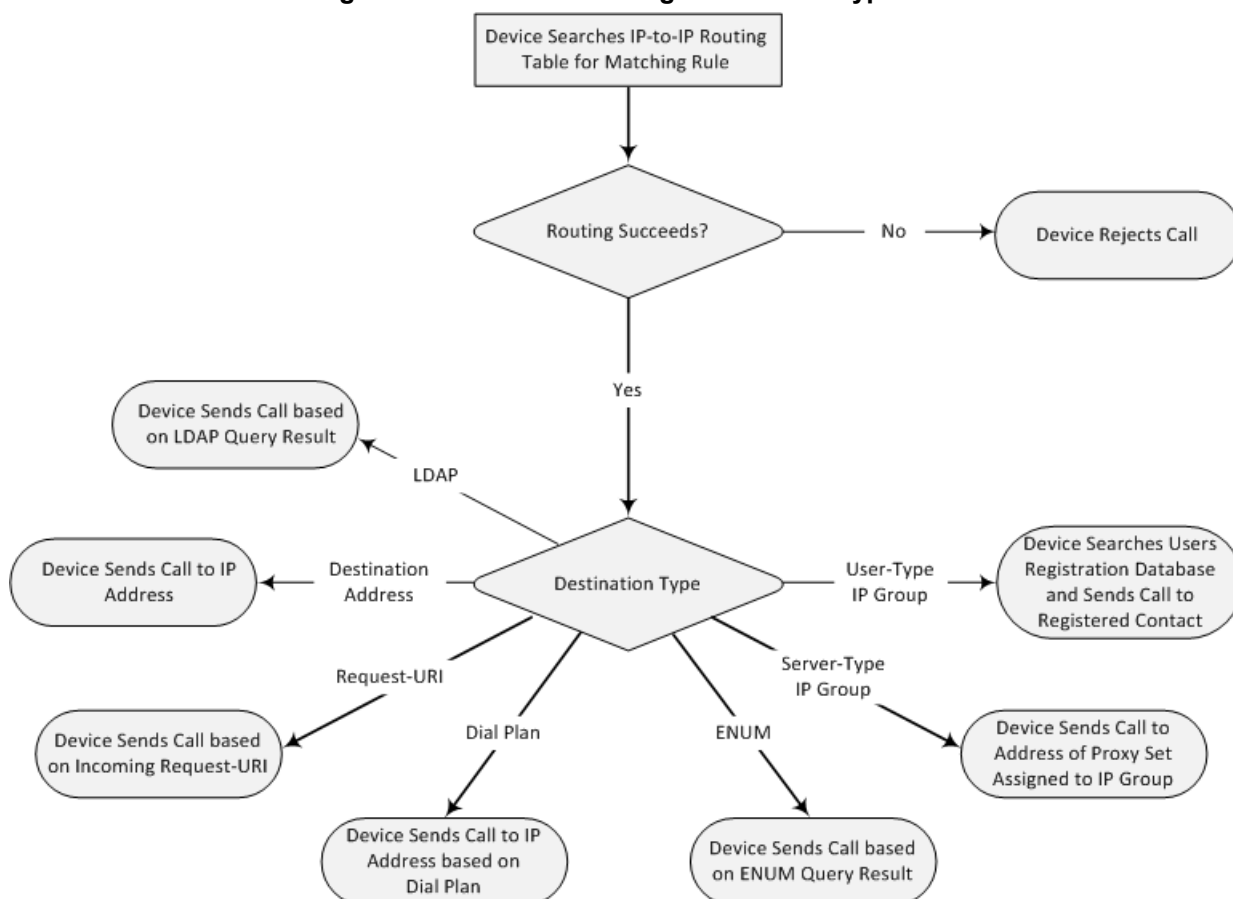 Device Searches IP-to-IP Routing
Table for Matching Rule
Routing Succeeds?
No
Device Rejects Call
Yes
Device Sends Call based
on LDAP Query Result
LDAP
Device Sends Call to IP
Address
Destination
Address
Destination Type
User-Type
IP Group
Device Searches Users
Registration Database
and Sends Call to
Registered Contact
Request-URI
Server-Type
IP Group
Device Sends Call based
on Incoming Request-URI
Dial Plan
ENUM
Device Sends Call to
Address of Proxy Set
Assigned to IP Group
Device Sends Call to IP
Address based on
Dial Plan
Device Sends Call based
on ENUM Query Result